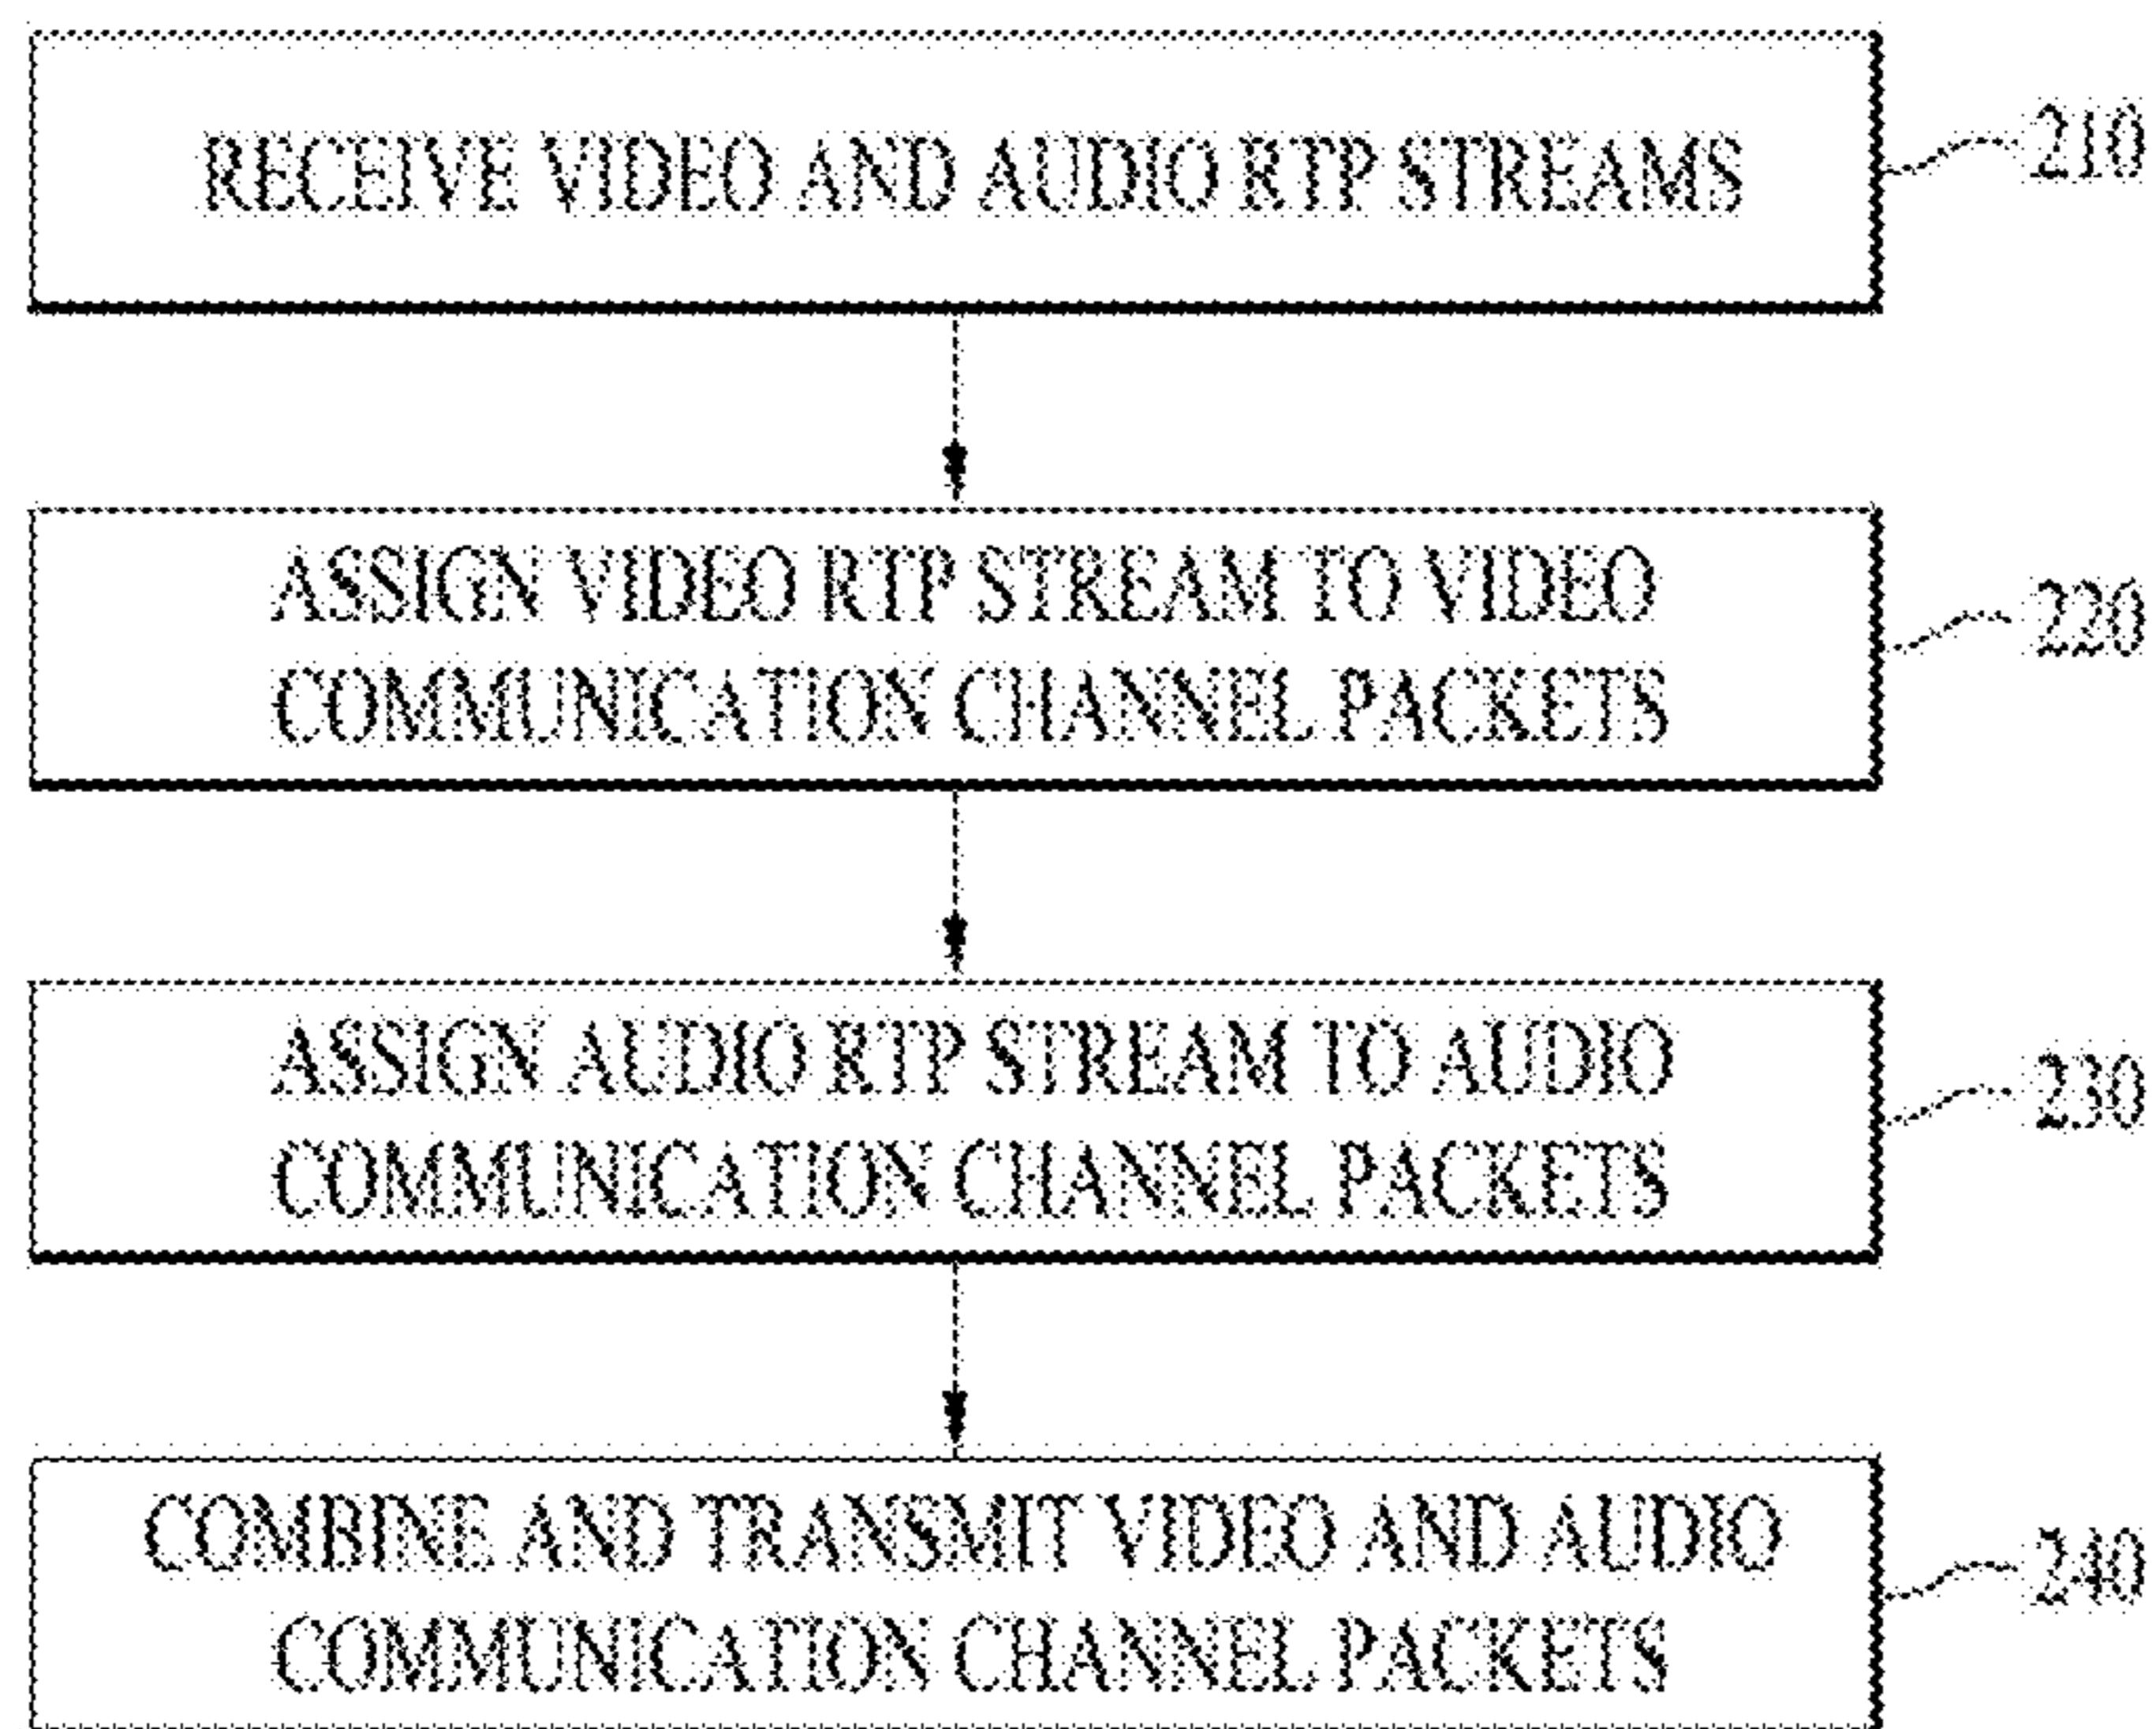 RECEIVE VIDEO AND AUDIO RTP STREAMS
210
ASSIGN VIDEO RTP STREAM TO VIDEO
COMMUNICATION CHANNEL PACKETS
220
ASSIGN AUDIO RTP STREAM TO AUDIO
COMMUNICATION CHANNEL PACKETS
230
COMBINE AND TRANSMIT VIDEO AND AUDIO
COMMUNICATION CHANNEL PACKETS
240